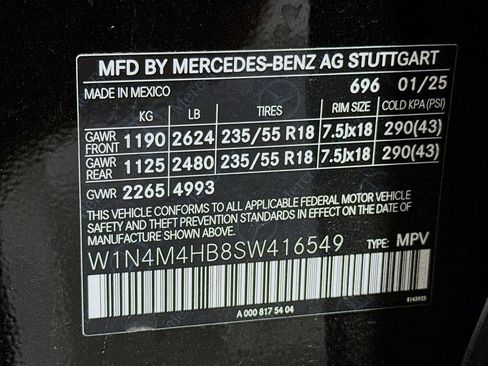 MFD BY MERCEDES-BENZ AG STUTTGART
MADE IN MEXICO 696 01/25
KG LB TIRES RIM SIZE COLD KPA(PSI)
GAWR FRONT 1190 2624 235/55 R18 7.5Jx18 290(43)
GAWR REAR 1125 2480 235/55 R18 7.5Jx18 290(43)
GVWR 2265 4993
THIS VEHICLE CONFORMS TO ALL APPLICABLE FEDERAL MOTOR VEHICLE
SAFETY AND THEFT PREVENTION STANDARDS IN EFFECT ON THE DATE
OF MANUFACTURE SHOWN ABOVE.
W1N4M4HB8SW416549 TYPE: MPV
A 000 817 54 04